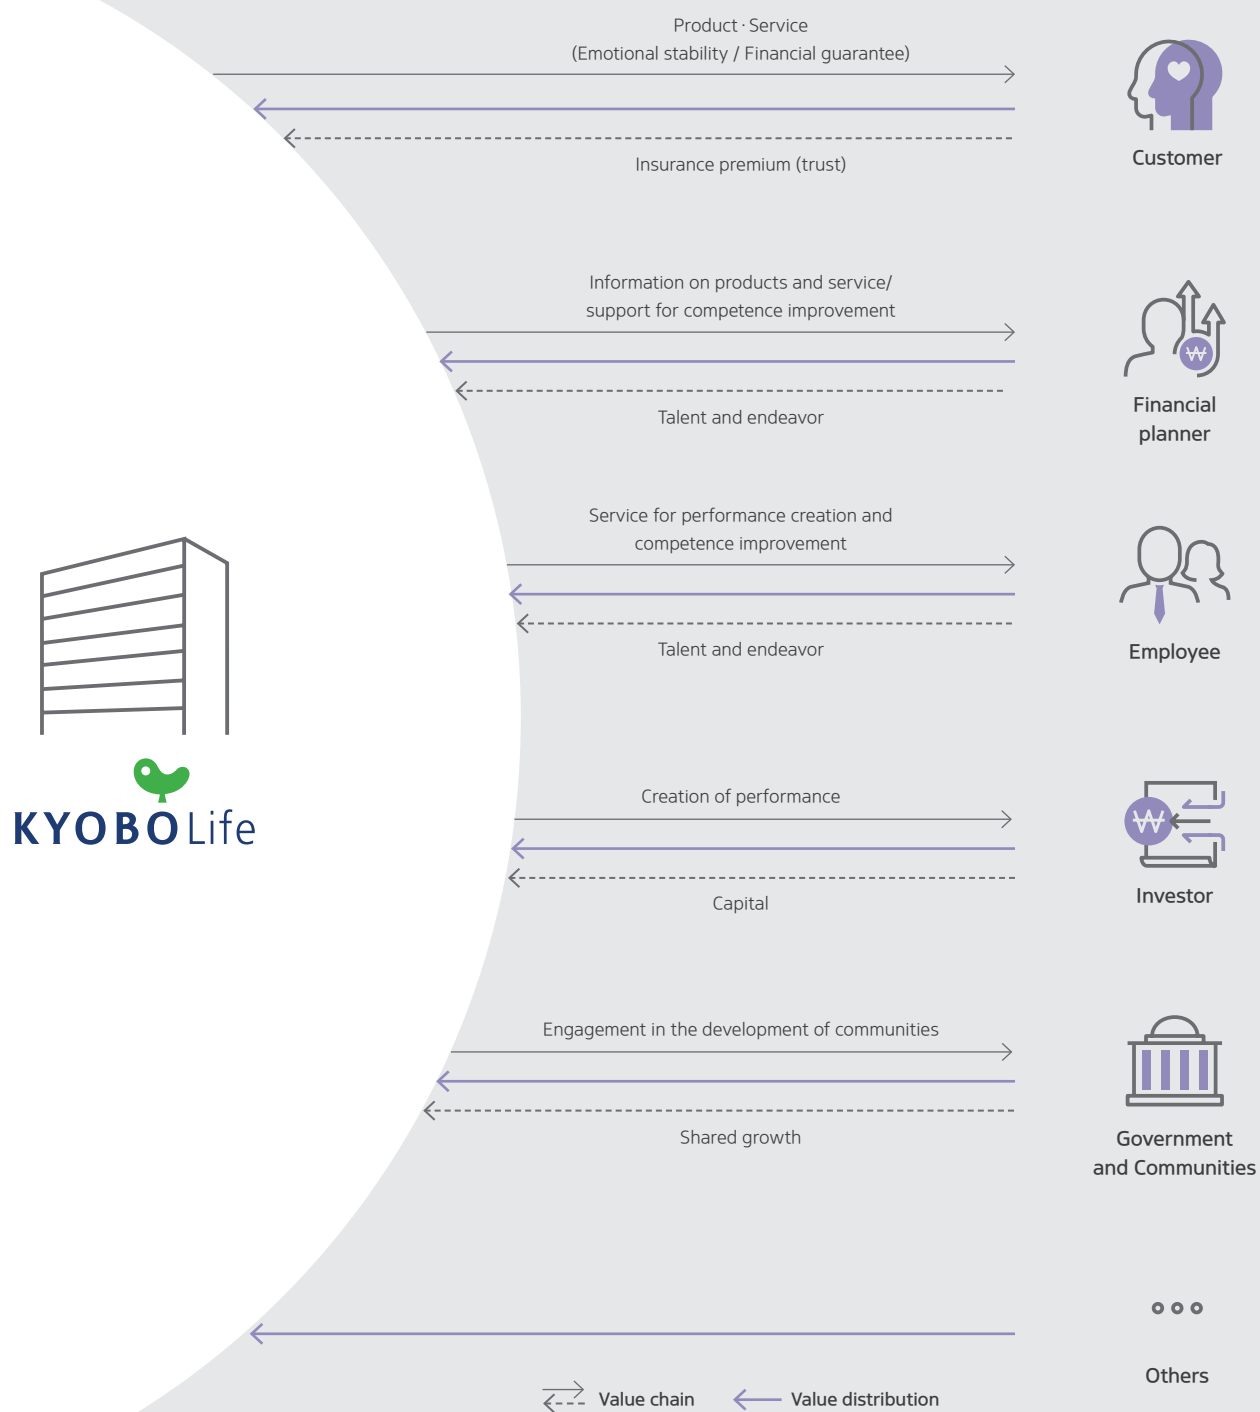 Product · Service
(Emotional stability / Financial guarantee)
Insurance premium (trust)
Customer
Information on products and service/
support for competence improvement
Talent and endeavor
Financial
planner
Service for performance creation and
competence improvement
Talent and endeavor
Employee
KYOBO Life
Creation of performance
Capital
Investor
Engagement in the development of communities
Shared growth
Government
and Communities
Others
Value chain
Value distribution